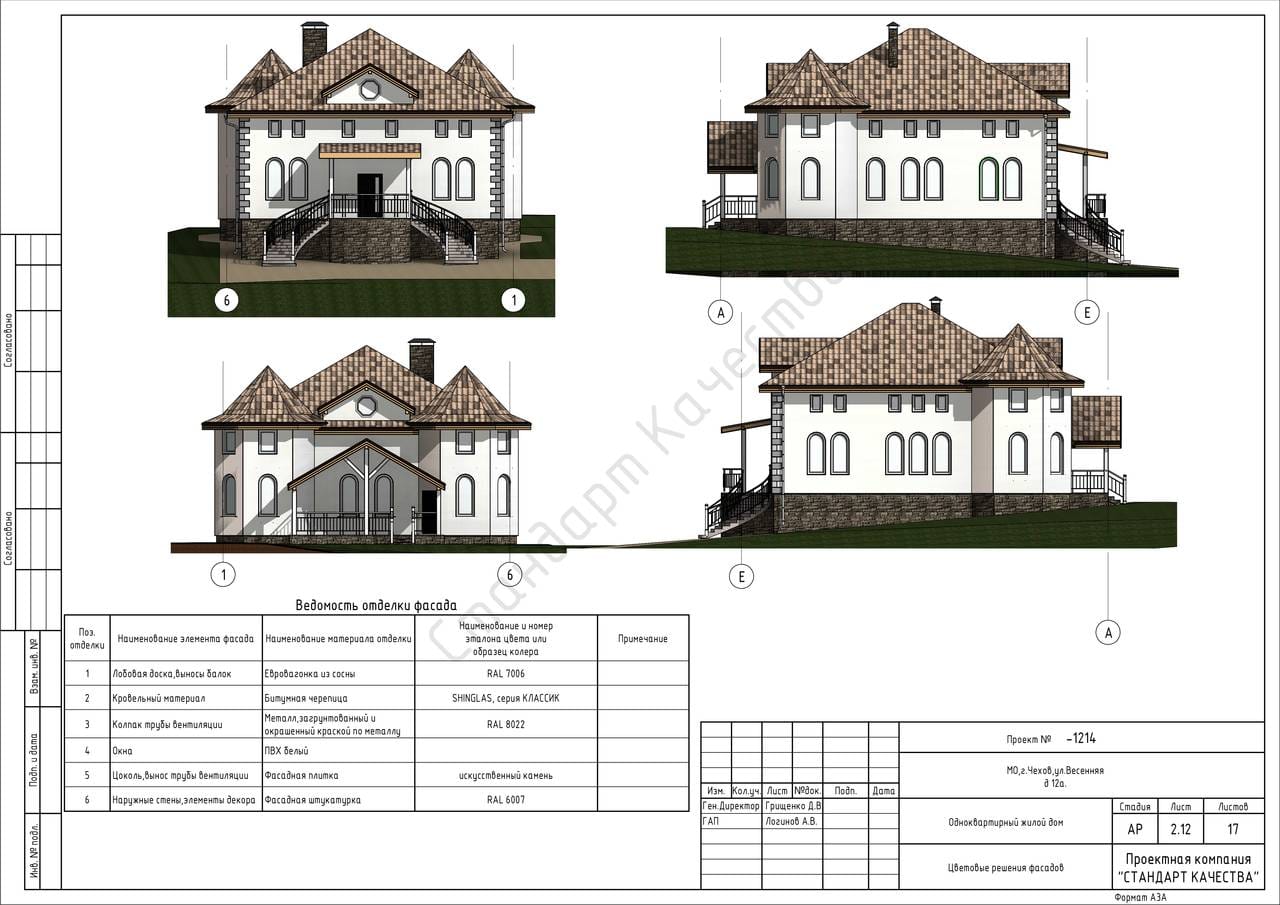 6
1
А
Е
1
6
Е
А
Стандарт Качества
Согласовано
Согласовано
Взам. инв. №
Подп. и дата
Инв. № подл.
Ведомость отделки фасада
Поз. отделки
Наименование элемента фасада
Наименование материала отделки
Наименование и номер эталона цвета или образец колера
Примечание
1 Лобовая доска,выносы балок Евровагонка из сосны RAL 7006
2 Кровельный материал Битумная черепица SHINGLAS, серия КЛАССИК
3 Колпак трубы вентиляции Металл,загрунтованный и окрашенный краской по металлу RAL 8022
4 Окна ПВХ белый
5 Цоколь,вынос трубы вентиляции Фасадная плитка искусственный камень
6 Наружные стены,элементы декора Фасадная штукатурка RAL 6007
Проект № -1214
МО,г.Чехов,ул.Весенняя
д 12а.
Изм. Кол.уч. Лист №док. Подп. Дата
Ген.Директор Грищенко Д.В
ГАП Логинов А.В.
Одноквартирный жилой дом
Стадия Лист Листов
АР 2.12 17
Цветовые решения фасадов
Проектная компания
"СТАНДАРТ КАЧЕСТВА"
Формат А3А